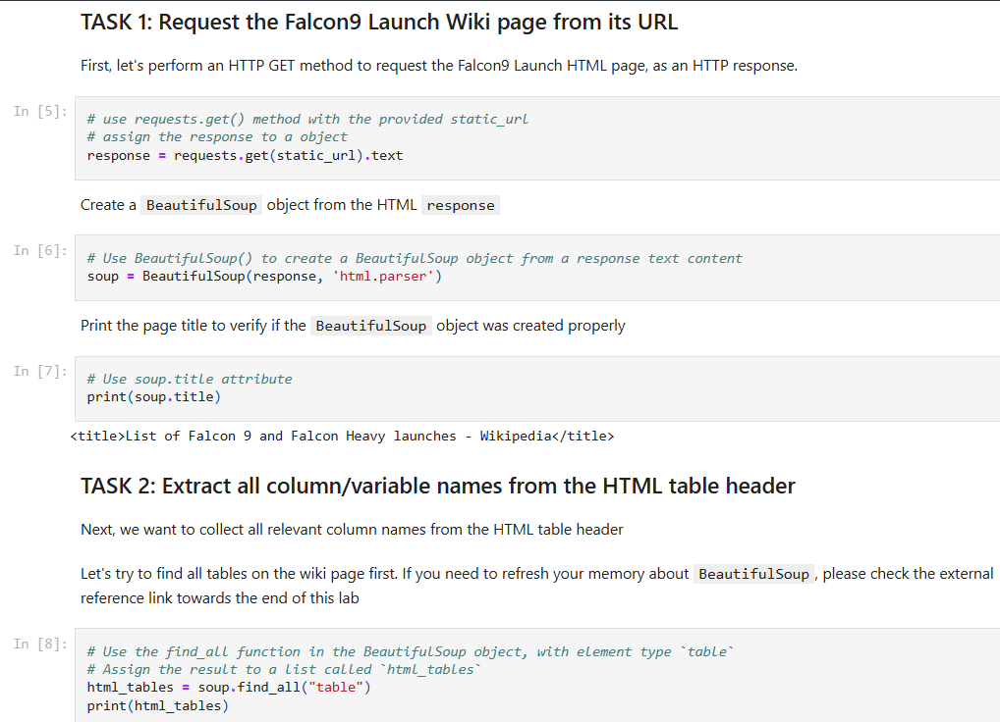 TASK 1: Request the Falcon9 Launch Wiki page from its URL
First, let's perform an HTTP GET method to request the Falcon9 Launch HTML page, as an HTTP response.
In [5]:
# use requests.get() method with the provided static_url
# assign the response to a object
response = requests.get(static_url).text
Create a BeautifulSoup object from the HTML response
In [6]:
# Use BeautifulSoup() to create a BeautifulSoup object from a response text content
soup = BeautifulSoup(response, 'html.parser')
Print the page title to verify if the BeautifulSoup object was created properly
In [7]:
# Use soup.title attribute
print(soup.title)
<title>List of Falcon 9 and Falcon Heavy launches - Wikipedia</title>
TASK 2: Extract all column/variable names from the HTML table header
Next, we want to collect all relevant column names from the HTML table header
Let's try to find all tables on the wiki page first. If you need to refresh your memory about BeautifulSoup, please check the external
reference link towards the end of this lab
In [8]:
# Use the find_all function in the BeautifulSoup object, with element type `table`
# Assign the result to a list called `html_tables`
html_tables = soup.find_all("table")
print(html_tables)